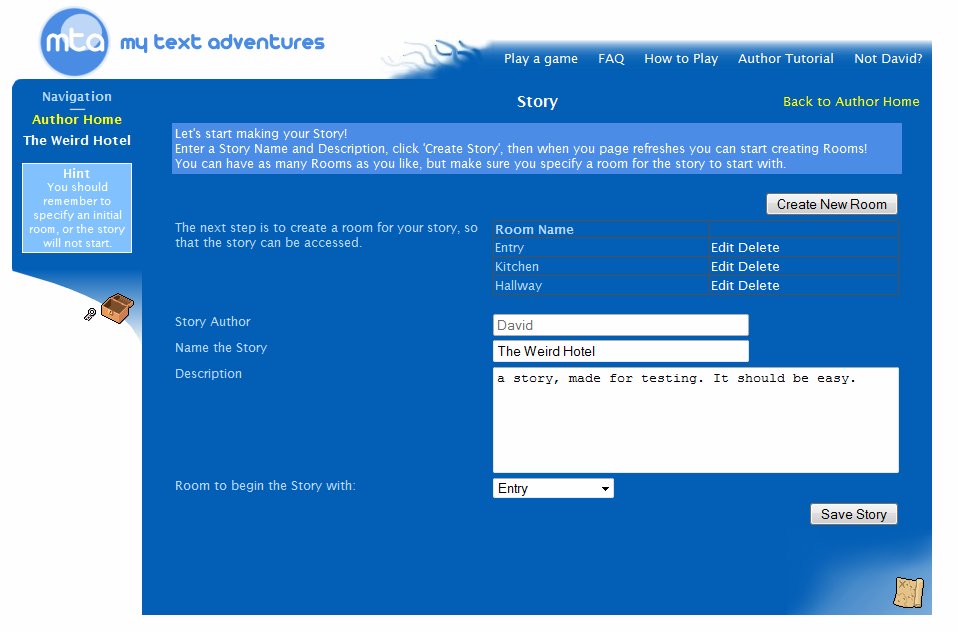 mta my text adventures
Play a game FAQ How to Play Author Tutorial Not David?
Navigation
Author Home
The Weird Hotel
Hint
You should
remember to
specify an initial
room, or the story
will not start.
Story
Back to Author Home
Let's start making your Story!
Enter a Story Name and Description, click 'Create Story', then when you page refreshes you can start creating Rooms!
You can have as many Rooms as you like, but make sure you specify a room for the story to start with.
Create New Room
The next step is to create a room for your story, so
that the story can be accessed.
Room Name
Entry Edit Delete
Kitchen Edit Delete
Hallway Edit Delete
Story Author David
Name the Story The Weird Hotel
Description a story, made for testing. It should be easy.
Room to begin the Story with: Entry
Save Story